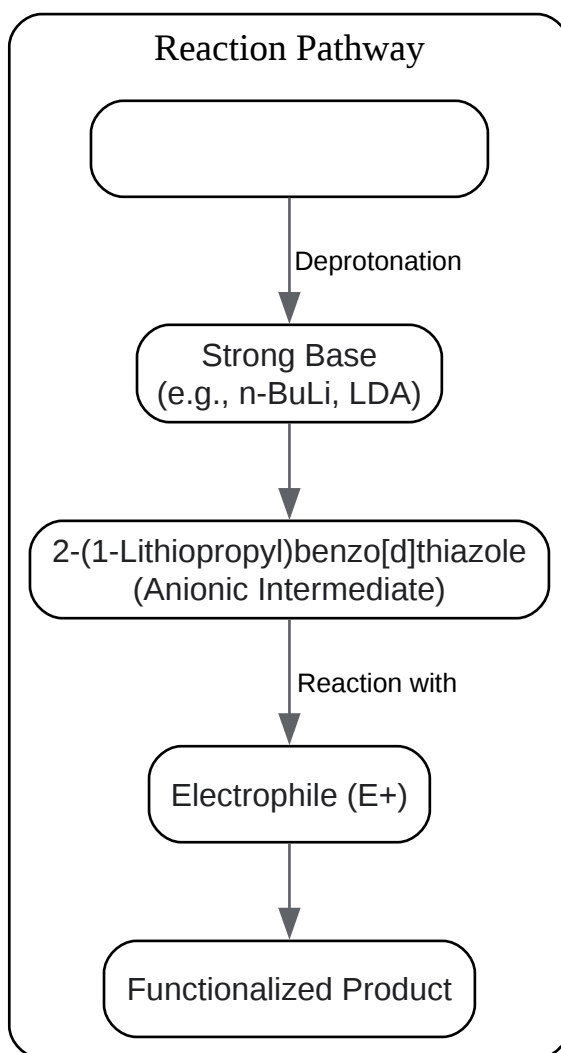 Reaction Pathway
Deprotonation
Strong Base
(e.g., n-BuLi, LDA)
2-(1-Lithiopropyl)benzo[d]thiazole
(Anionic Intermediate)
Reaction with
Electrophile (E+)
Functionalized Product